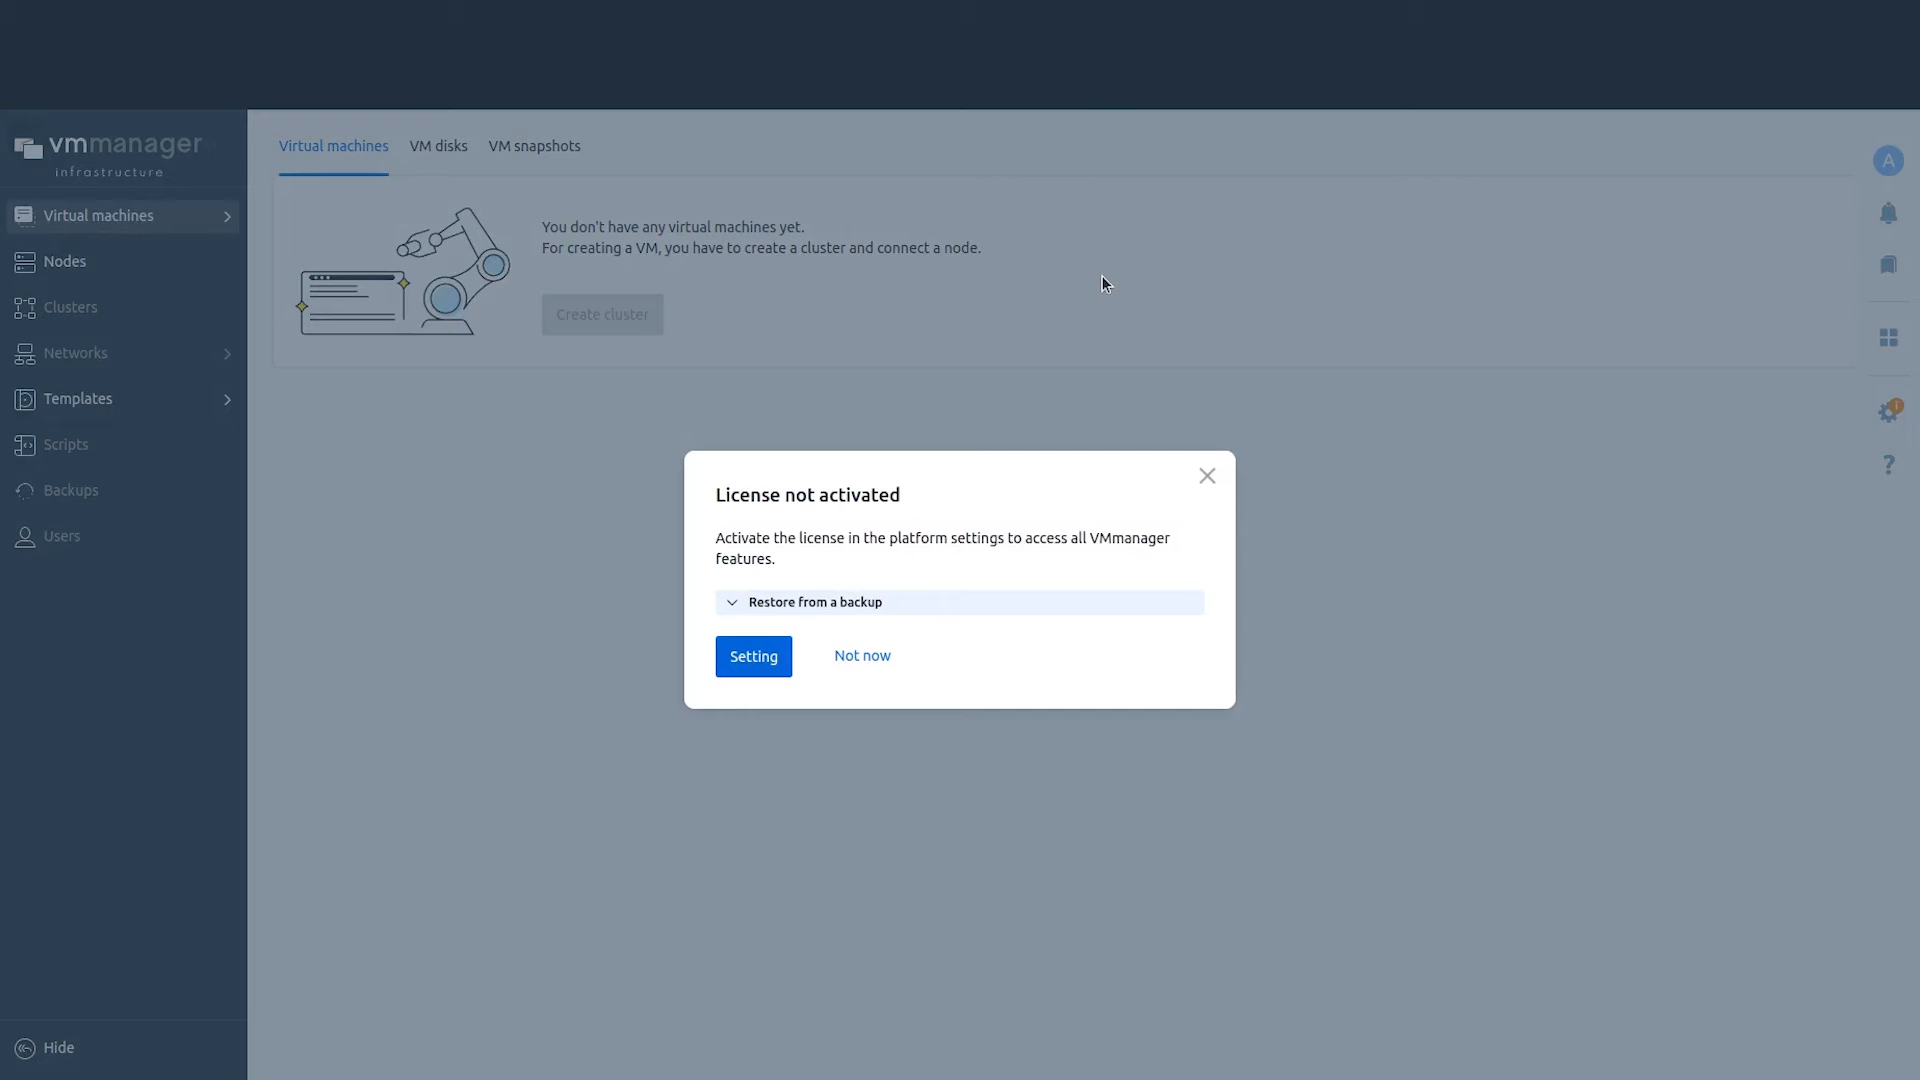 vmmanager
infrastructure
Virtual machines
Nodes
Clusters
Networks
Templates
Scripts
Backups
Users
Hide
Virtual machines VM disks VM snapshots
You don't have any virtual machines yet.
For creating a VM, you have to create a cluster and connect a node.
Create cluster
A
i
?
License not activated
Activate the license in the platform settings to access all VMmanager
features.
Restore from a backup
Setting Not now